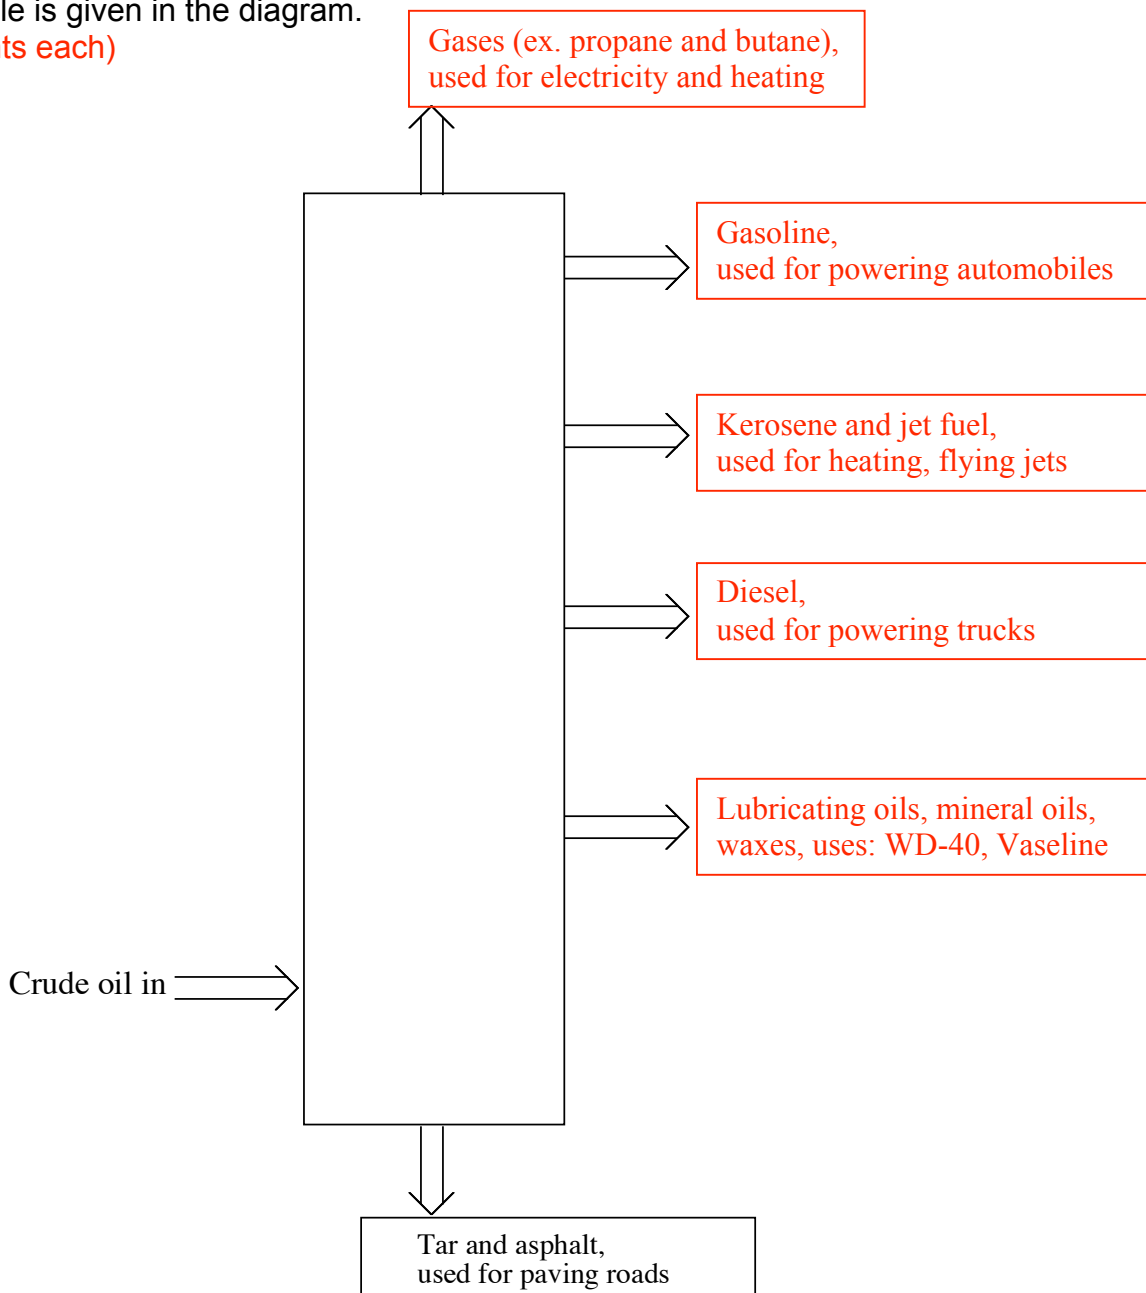 le is given in the diagram.
nts each)
Gases (ex. propane and butane),
used for electricity and heating
Gasoline,
used for powering automobiles
Kerosene and jet fuel,
used for heating, flying jets
Diesel,
used for powering trucks
Lubricating oils, mineral oils,
waxes, uses: WD-40, Vaseline
Crude oil in
Tar and asphalt,
used for paving roads